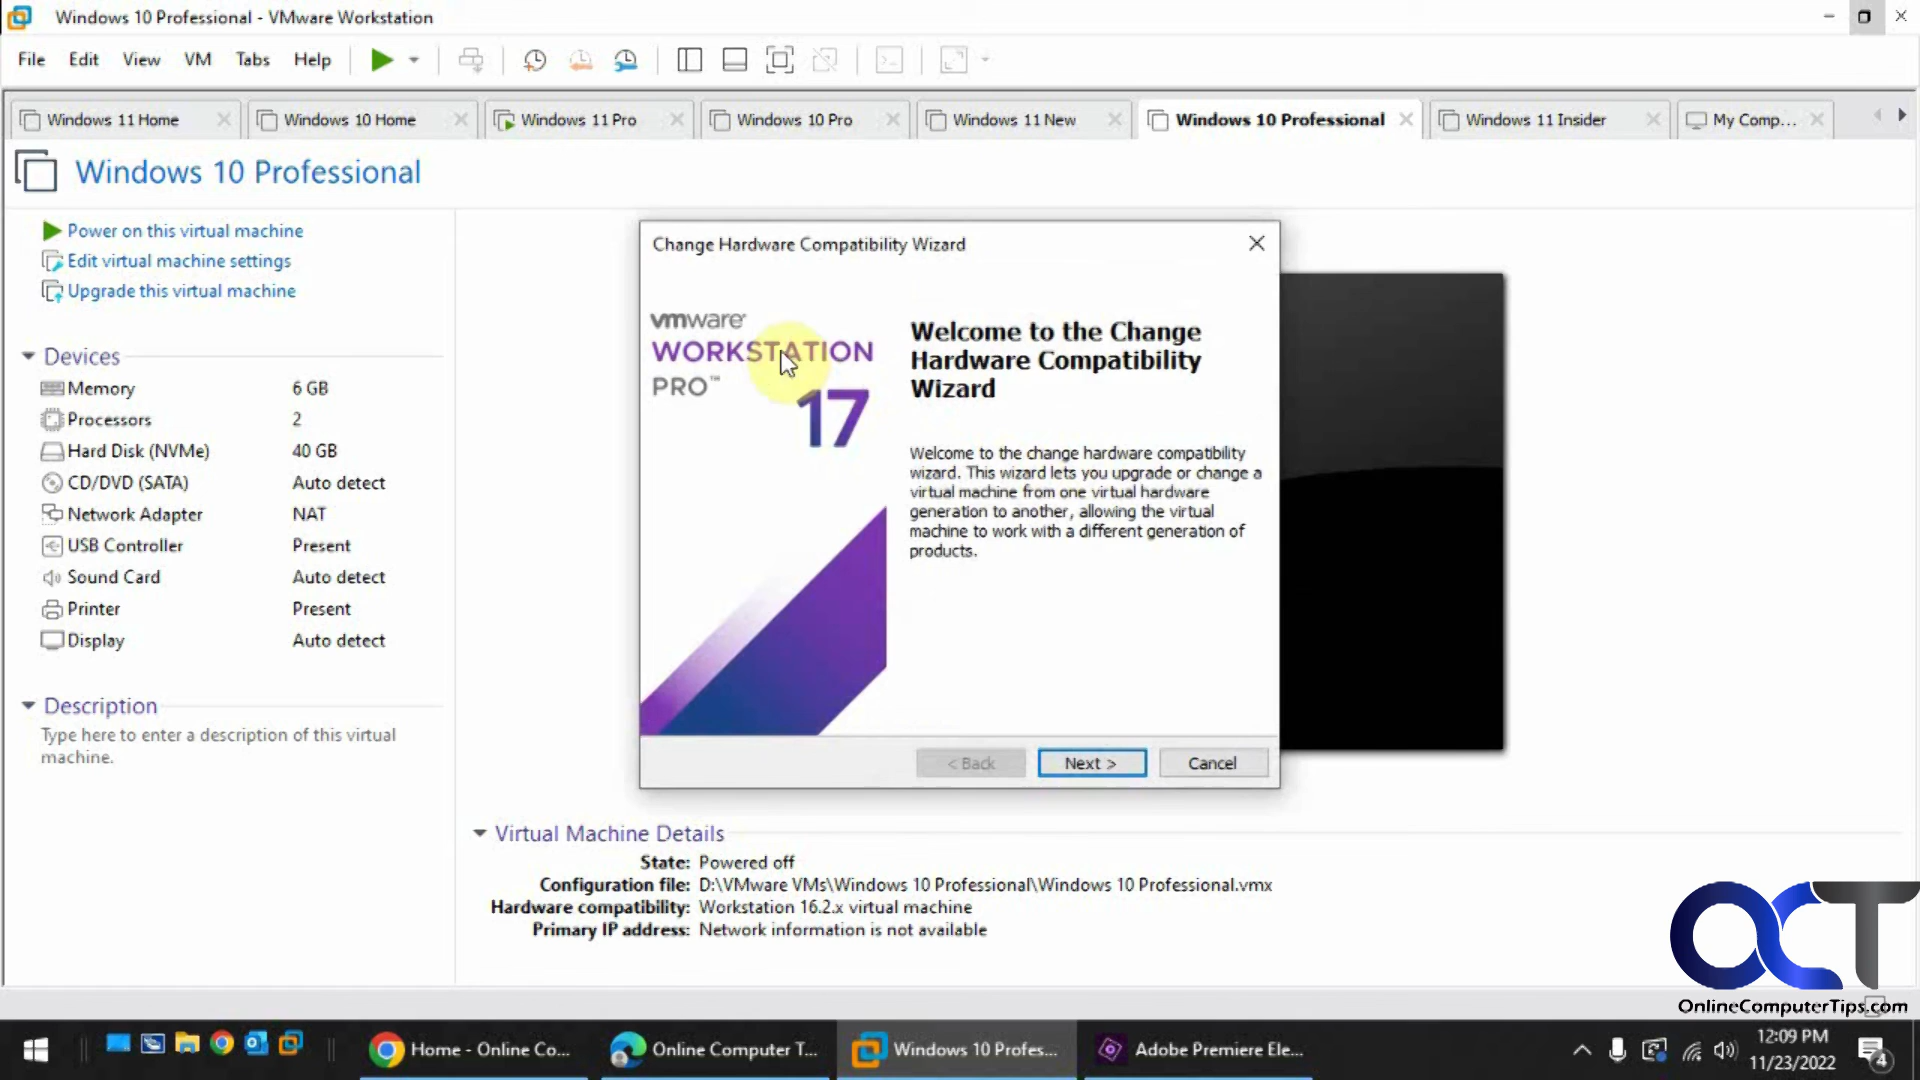 Windows 10 Professional - VMware Workstation
File Edit View VM Tabs Help
Windows 11 Home Windows 10 Home Windows 11 Pro Windows 10 Pro Windows 11 New Windows 10 Professional Windows 11 Insider My Comp...
Windows 10 Professional
Power on this virtual machine
Edit virtual machine settings
Upgrade this virtual machine
Devices
Memory 6 GB
Processors 2
Hard Disk (NVMe) 40 GB
CD/DVD (SATA) Auto detect
Network Adapter NAT
USB Controller Present
Sound Card Auto detect
Printer Present
Display Auto detect
Description
Type here to enter a description of this virtual
machine.
Change Hardware Compatibility Wizard
vmware
WORKSTATION
PRO™
17
Welcome to the Change
Hardware Compatibility
Wizard
Welcome to the change hardware compatibility
wizard. This wizard lets you upgrade or change a
virtual machine from one virtual hardware
generation to another, allowing the virtual
machine to work with a different generation of
products.
< Back Next > Cancel
Virtual Machine Details
State: Powered off
Configuration file: D:\VMware VMs\Windows 10 Professional\Windows 10 Professional.vmx
Hardware compatibility: Workstation 16.2.x virtual machine
Primary IP address: Network information is not available
OCT
OnlineComputerTips.com
Home - Online Co... Online Computer T... Windows 10 Profes... Adobe Premiere Ele...
12:09 PM
11/23/2022
4